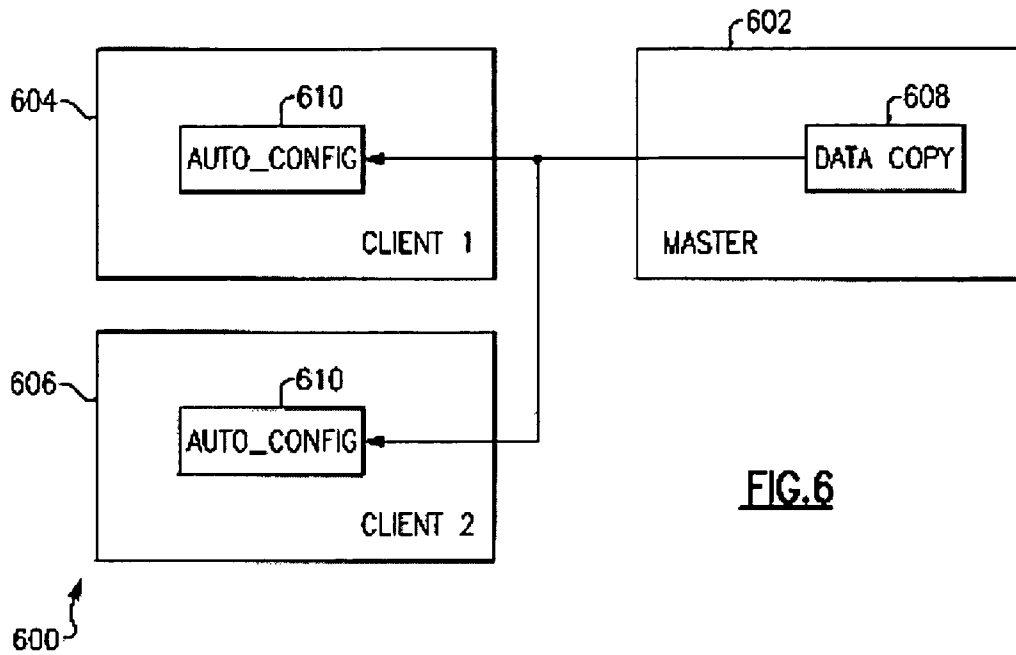 602
604
610
608
AUTO_CONFIG
DATA COPY
CLIENT 1
MASTER
606
610
AUTO_CONFIG
CLIENT 2
FIG.6
600